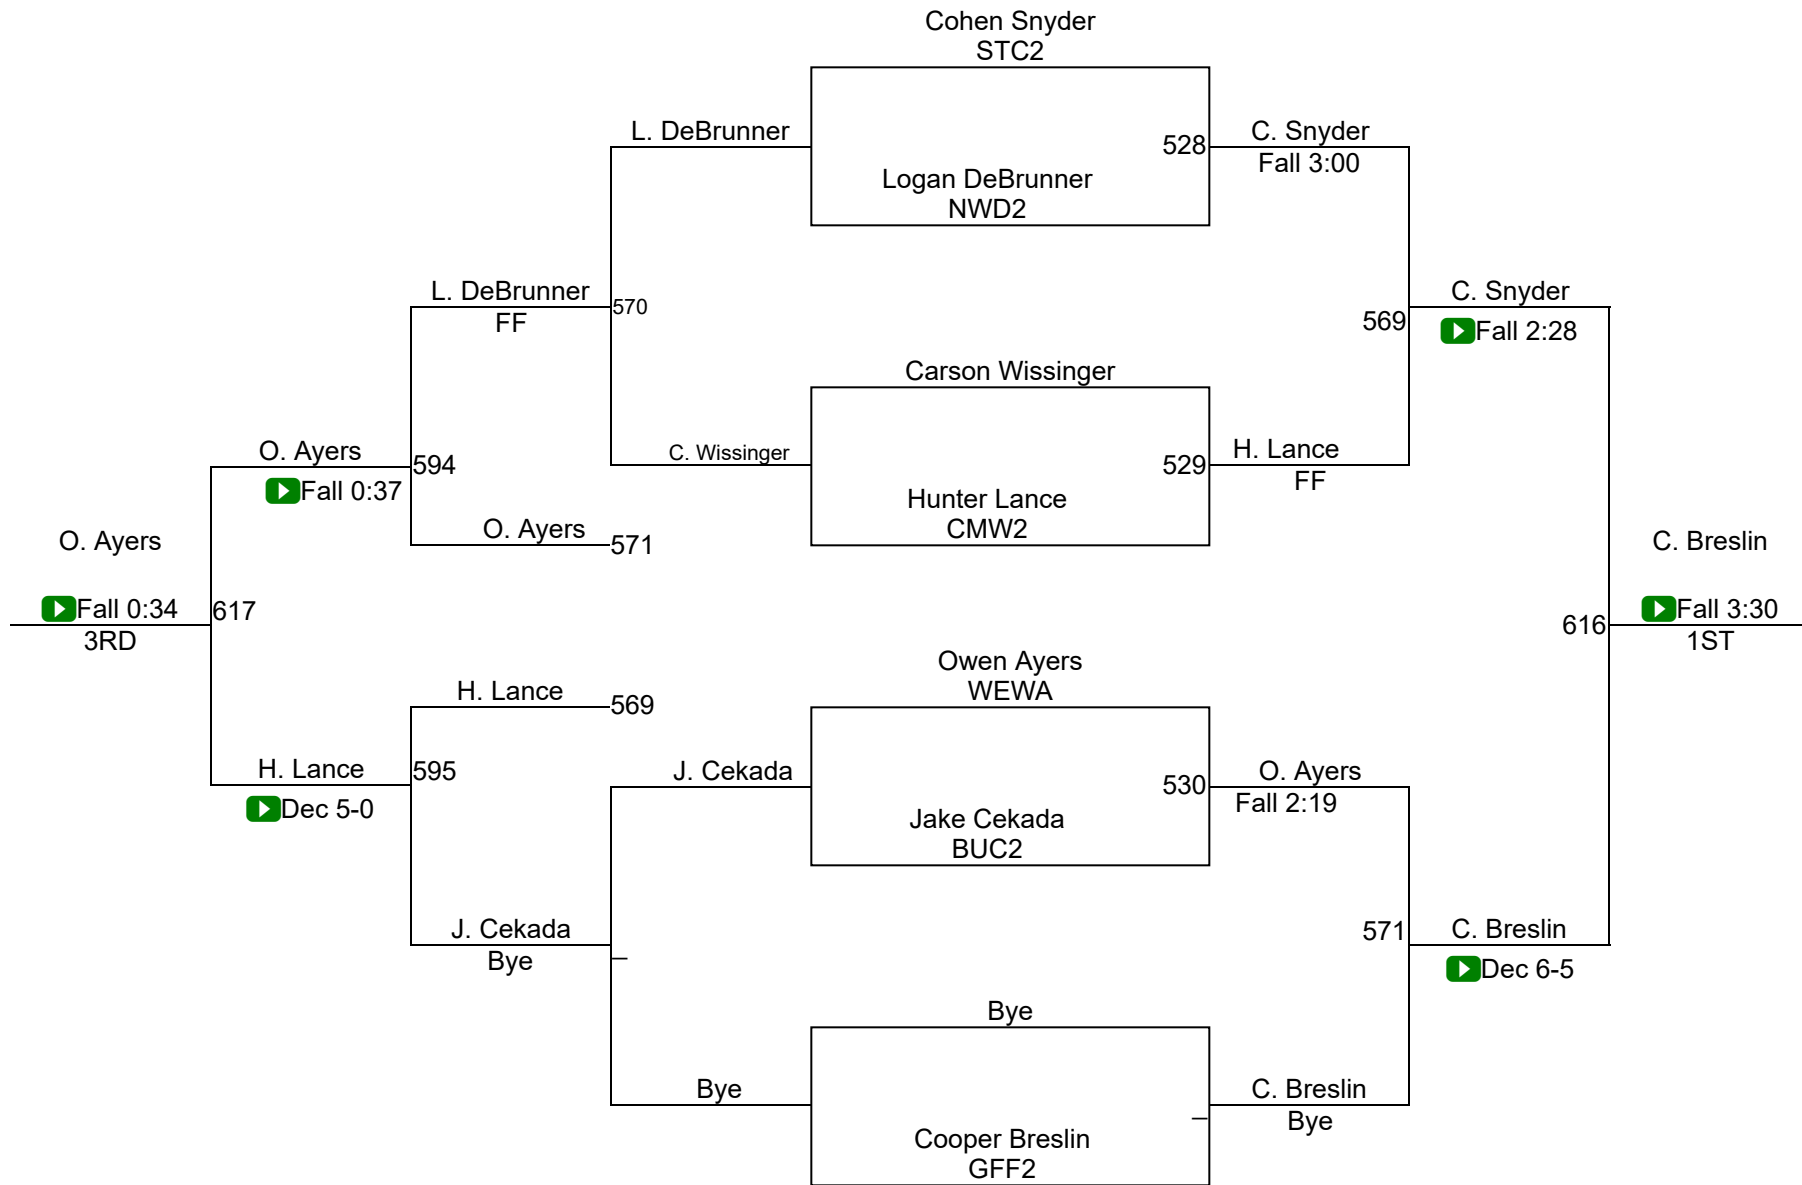 Cohen Snyder
STC2
L. DeBrunner
528
C. Snyder
Fall 3:00
Logan DeBrunner
NWD2
L. DeBrunner
FF
570
C. Snyder
569
Fall 2:28
Carson Wissinger
O. Ayers
Fall 0:37
594
C. Wissinger
529
H. Lance
FF
Hunter Lance
CMW2
O. Ayers
571
O. Ayers
Fall 0:34
3RD
617
C. Breslin
616
Fall 3:30
1ST
Owen Ayers
WEWA
H. Lance
569
H. Lance
Dec 5-0
595
J. Cekada
530
O. Ayers
Fall 2:19
Jake Cekada
BUC2
J. Cekada
Bye
571
C. Breslin
Dec 6-5
Bye
Bye
C. Breslin
Bye
Cooper Breslin
GFF2